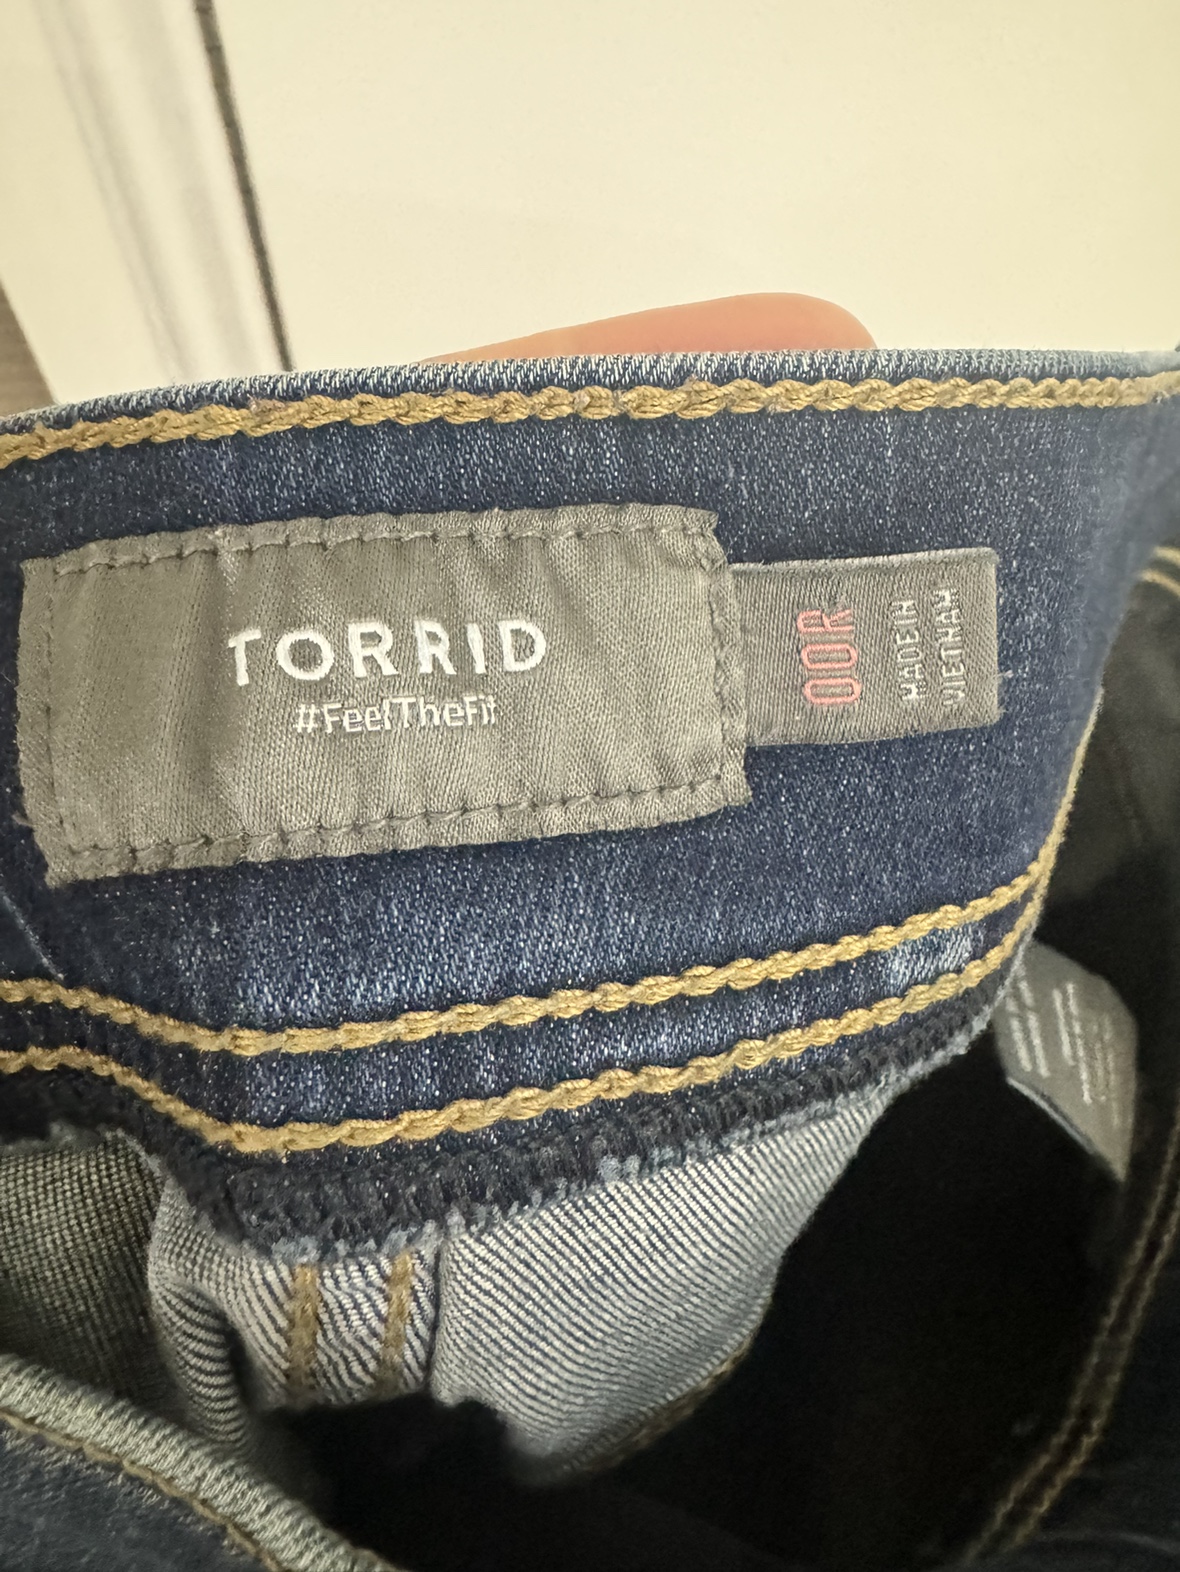 TORRID
#FeelTheFit
00R
MADE IN
VIETNAM